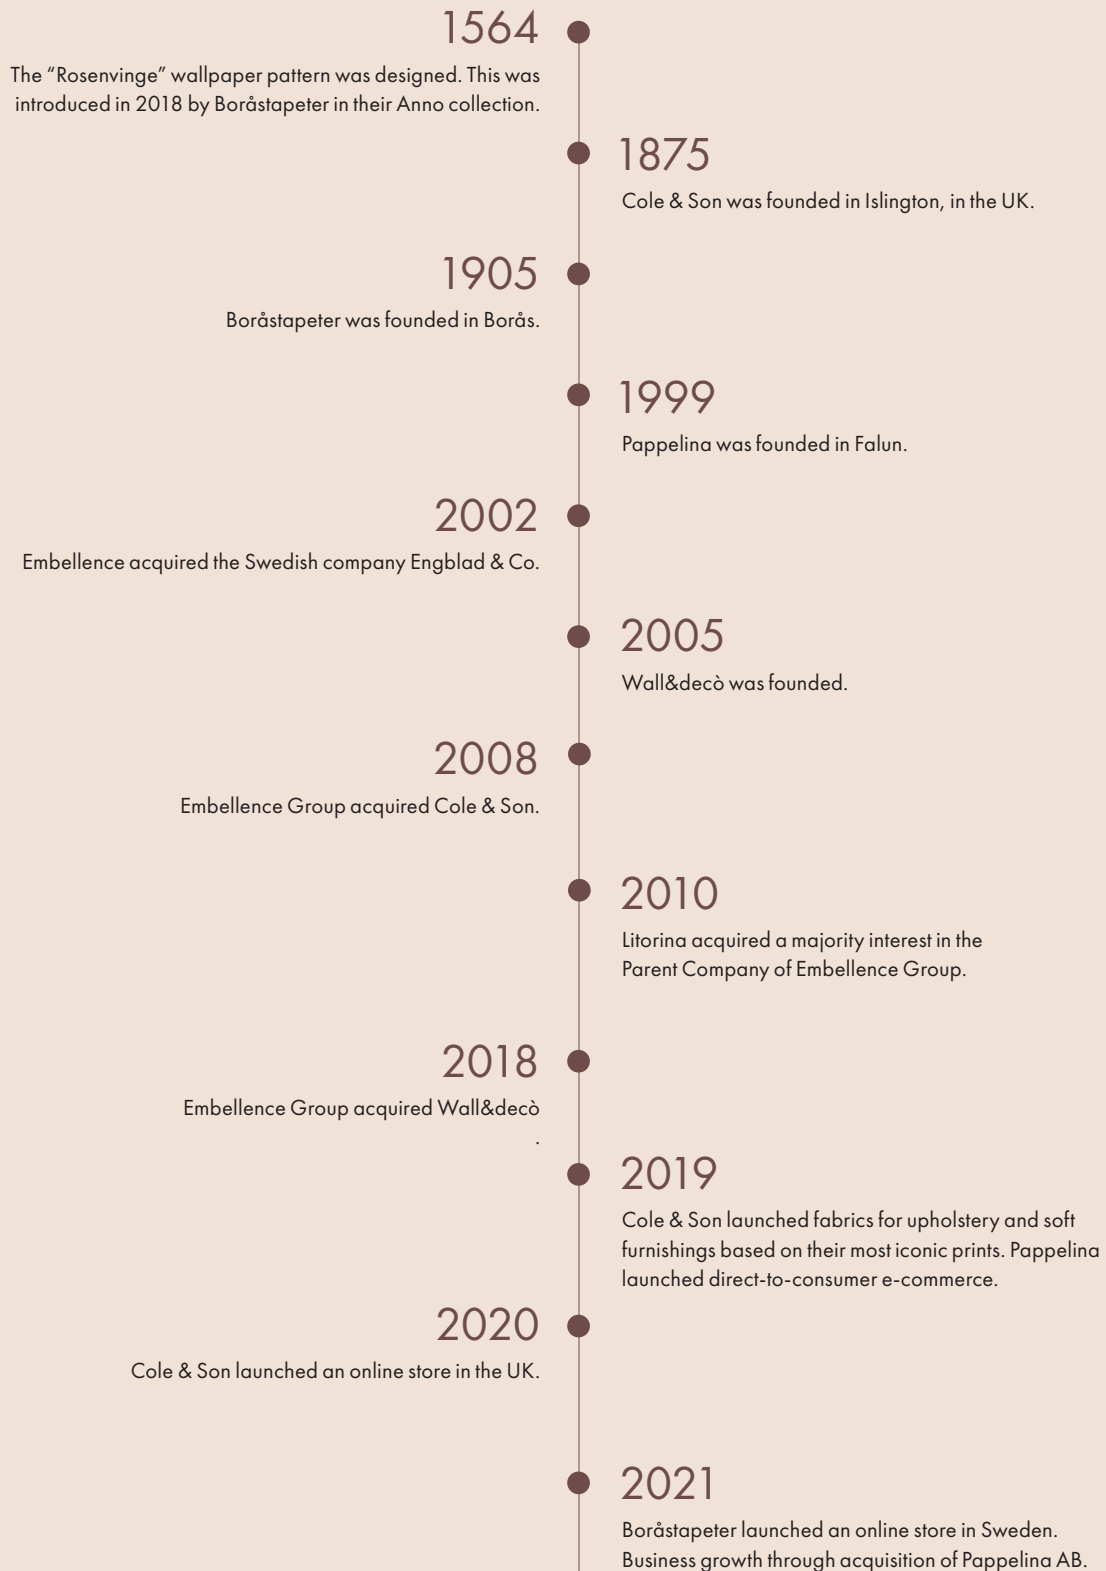 1564
The “Rosenvinge” wallpaper pattern was designed. This was
introduced in 2018 by Boråstapeter in their Anno collection.
1875
Cole & Son was founded in Islington, in the UK.
1905
Boråstapeter was founded in Borås.
1999
Pappelina was founded in Falun.
2002
Embellence acquired the Swedish company Engblad & Co.
2005
Wall&decò was founded.
2008
Embellence Group acquired Cole & Son.
2010
Litorina acquired a majority interest in the
Parent Company of Embellence Group.
2018
Embellence Group acquired Wall&decò
.
2019
Cole & Son launched fabrics for upholstery and soft
furnishings based on their most iconic prints. Pappelina
launched direct-to-consumer e-commerce.
2020
Cole & Son launched an online store in the UK.
2021
Boråstapeter launched an online store in Sweden.
Business growth through acquisition of Pappelina AB.